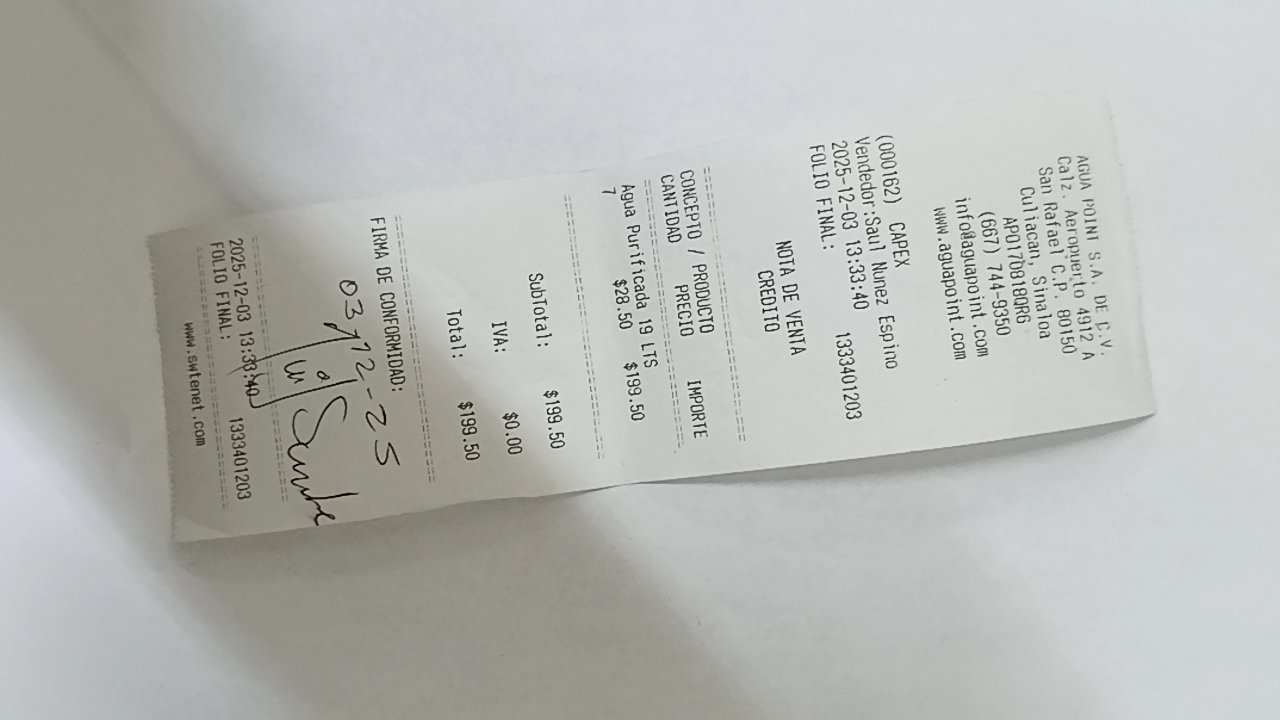 AGUA POINT S.A. DE C.V.
Calz. Aeropuerto 4912 A
San Rafael C.P. 80150
Culiacan, Sinaloa
APO170818QR6
(667) 744-9350
info@aguapoint.com
www.aguapoint.com
(000162) CAPEX
Vendedor:Saul Nunez Espino
2025-12-03 13:33:40
FOLIO FINAL: 1333401203
NOTA DE VENTA
CREDITO
CONCEPTO / PRODUCTO
CANTIDAD PRECIO IMPORTE
Agua Purificada 19 LTS
7 $28.50 $199.50
SubTotal: $199.50
IVA: $0.00
Total: $199.50
FIRMA DE CONFORMIDAD:
03-12-25
2025-12-03 13:33:40
FOLIO FINAL: 1333401203
www.swtenet.com